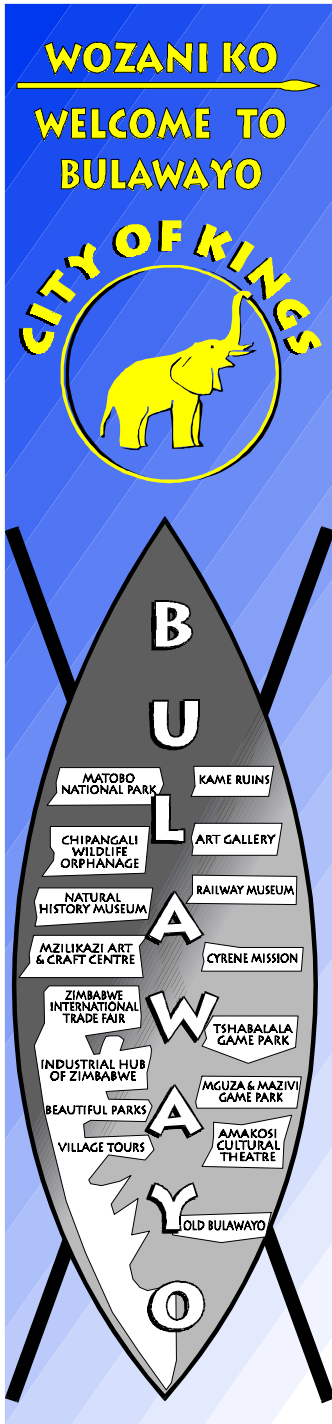 WOZANI KO
WELCOME TO
BULAWAYO
CITY OF KINGS
BULAWAYO
MATOBO
NATIONAL PARK
CHIPANGALI
WILDLIFE
ORPHANAGE
NATURAL
HISTORY MUSEUM
MZILIKAZI ART
& CRAFT CENTRE
ZIMBABWE
INTERNATIONAL
TRADE FAIR
INDUSTRIAL HUB
OF ZIMBABWE
BEAUTIFUL PARKS
VILLAGE TOURS
KAME RUINS
ART GALLERY
RAILWAY MUSEUM
CYRENE MISSION
TSHABALALA
GAME PARK
MGUZA & MAZIVI
GAME PARK
AMAKOSI
CULTURAL
THEATRE
OLD BULAWAYO